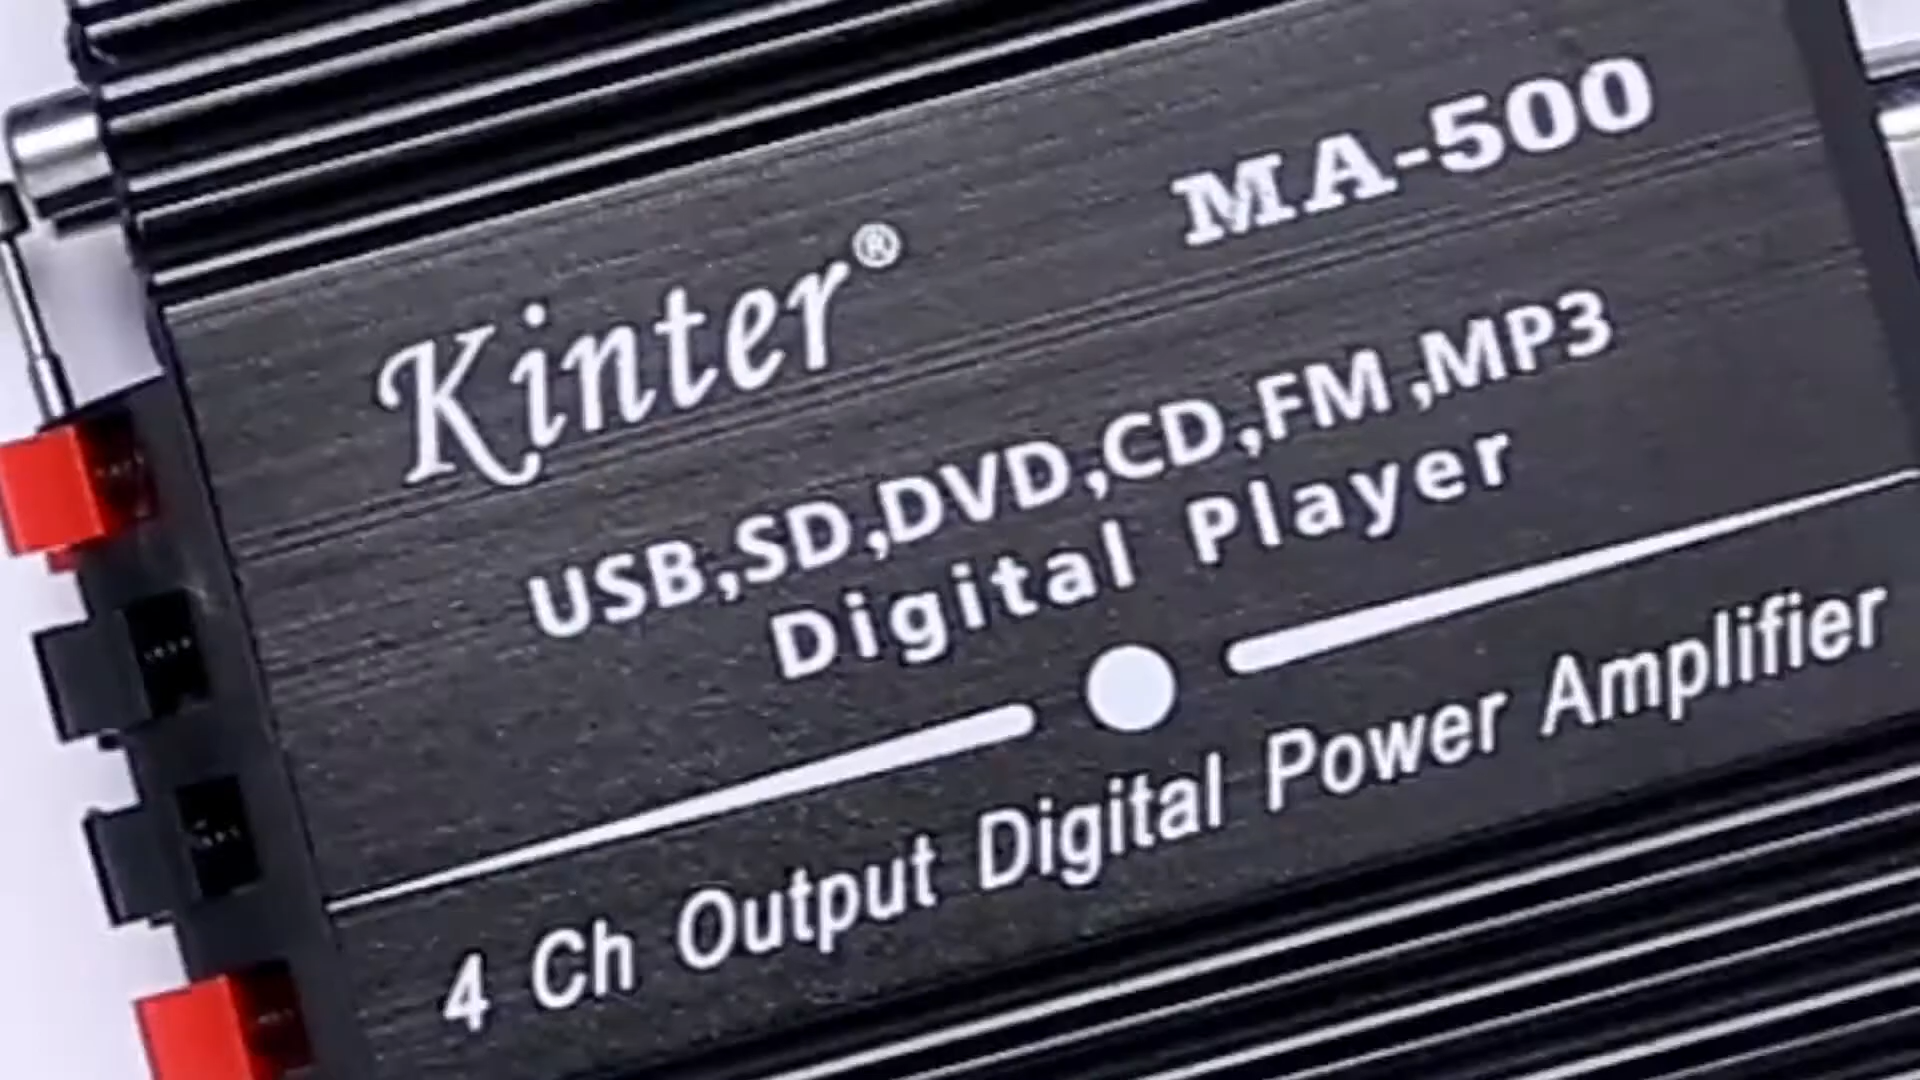 Kinter®
MA-500
USB,SD,DVD,CD,FM,MP3
Digital Player
4 Ch Output Digital Power Amplifier